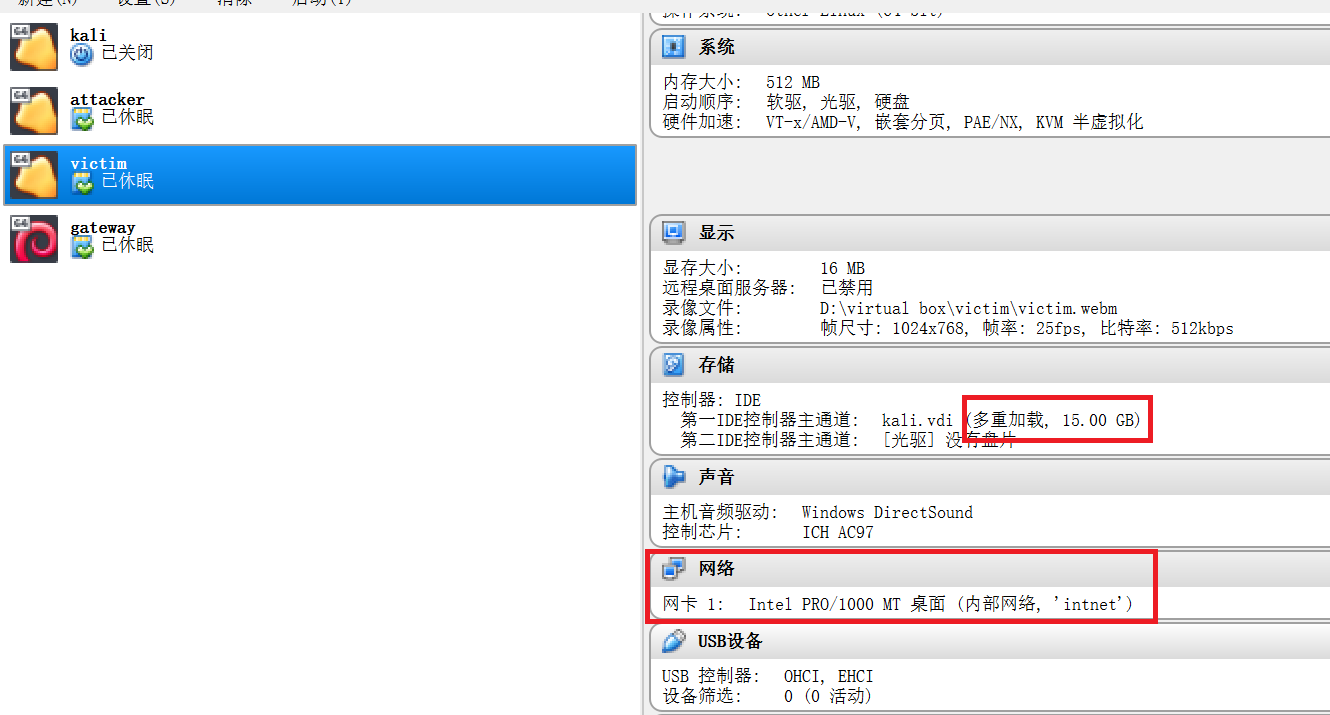 新建(N) 设置(S) 清除 启动(T)
kali
已关闭
attacker
已休眠
victim
已休眠
gateway
已休眠
操作系统: Other Linux (64-bit)
系统
内存大小: 512 MB
启动顺序: 软驱, 光驱, 硬盘
硬件加速: VT-x/AMD-V, 嵌套分页, PAE/NX, KVM 半虚拟化
显示
显存大小: 16 MB
远程桌面服务器: 已禁用
录像文件: D:\virtual box\victim\victim.webm
录像属性: 帧尺寸: 1024x768, 帧率: 25fps, 比特率: 512kbps
存储
控制器: IDE
第一IDE控制器主通道: kali.vdi (多重加载, 15.00 GB)
第二IDE控制器主通道: [光驱] 没有盘片
声音
主机音频驱动: Windows DirectSound
控制芯片: ICH AC97
网络
网卡 1: Intel PRO/1000 MT 桌面 (内部网络, 'intnet')
USB设备
USB 控制器: OHCI, EHCI
设备筛选: 0 (0 活动)